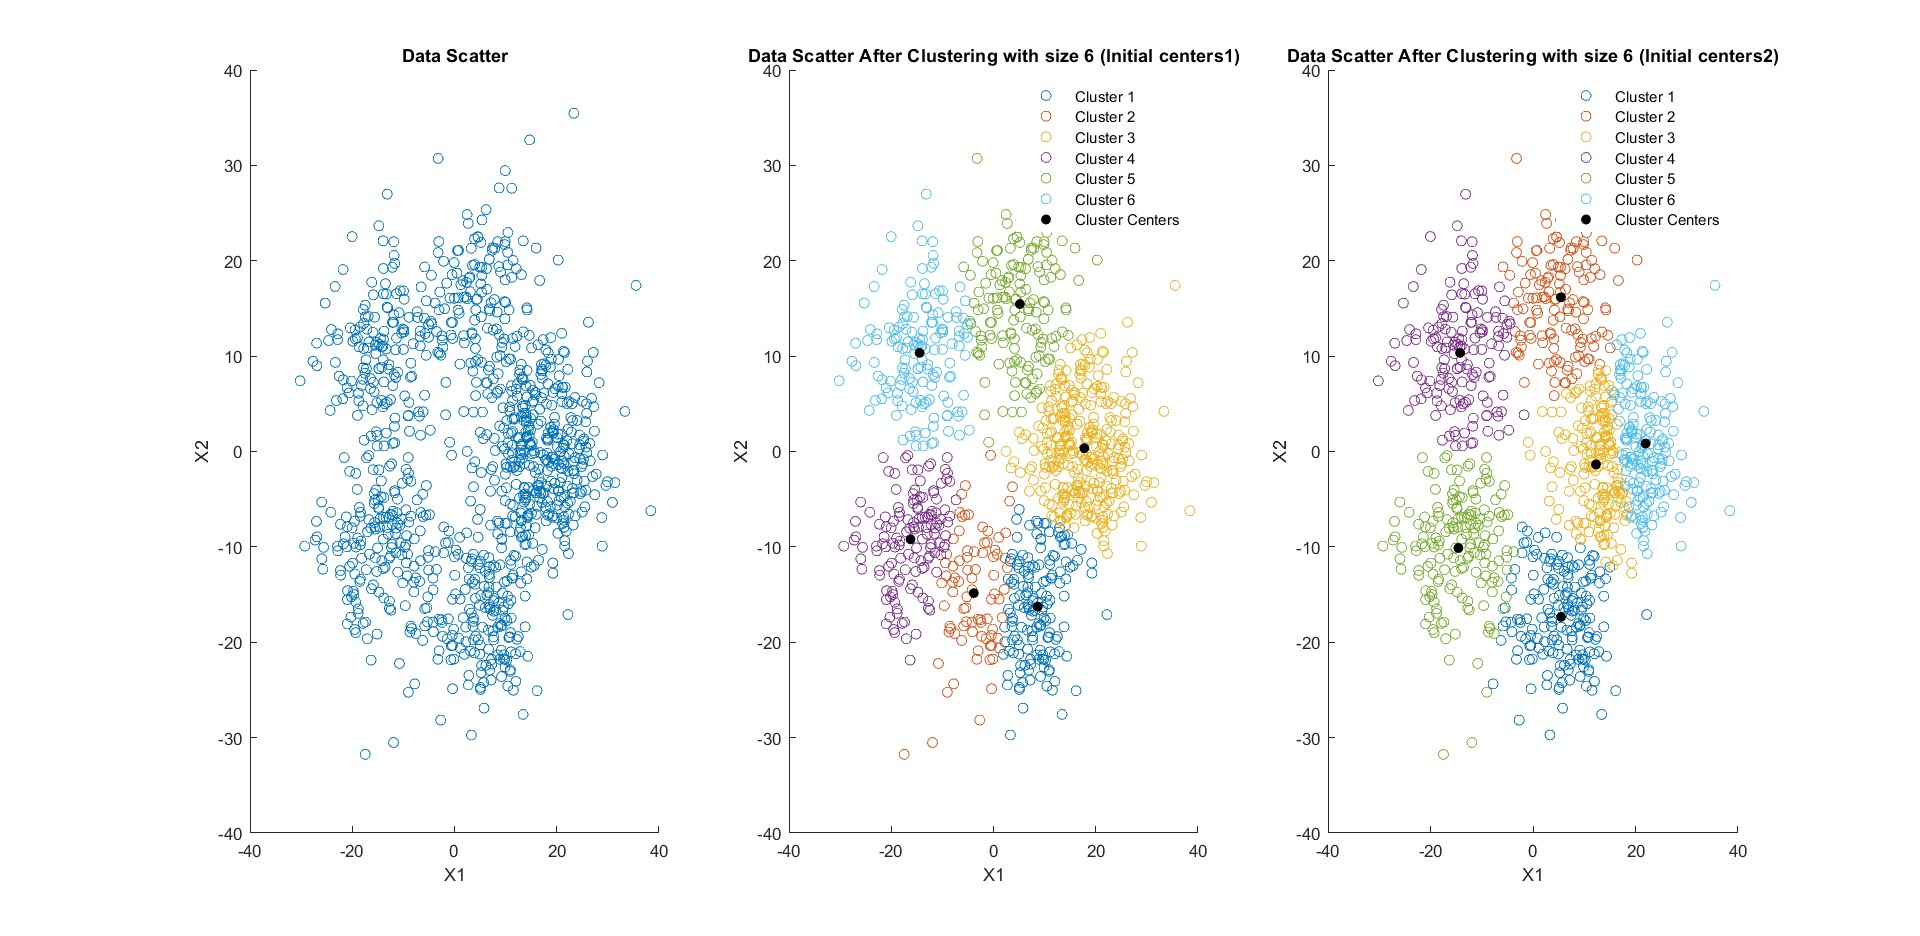 Data Scatter
40
30
20
10
0
-10
-20
-30
-40
-40 -20 0 20 40
X1
X2
Data Scatter After Clustering with size 6 (Initial centers1)
Cluster 1
Cluster 2
Cluster 3
Cluster 4
Cluster 5
Cluster 6
Cluster Centers
40
30
20
10
0
-10
-20
-30
-40
-40 -20 0 20 40
X1
X2
Data Scatter After Clustering with size 6 (Initial centers2)
Cluster 1
Cluster 2
Cluster 3
Cluster 4
Cluster 5
Cluster 6
Cluster Centers
40
30
20
10
0
-10
-20
-30
-40
-40 -20 0 20 40
X1
X2